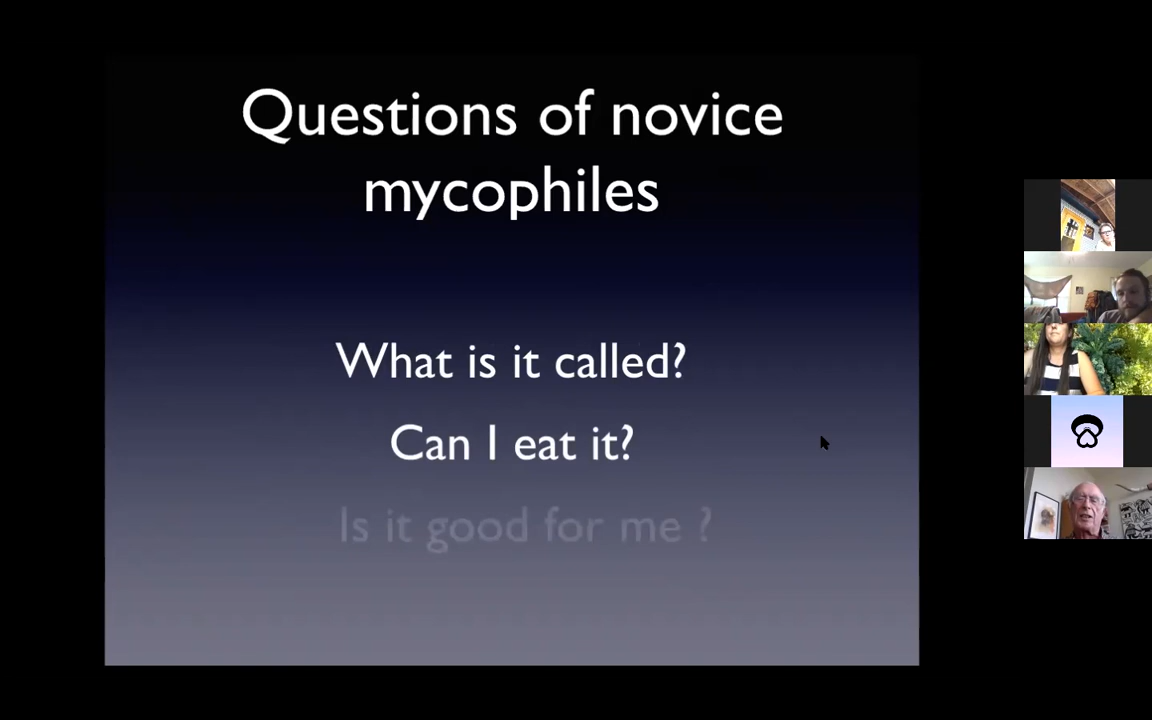 Questions of novice
mycophiles
What is it called?
Can I eat it?
Is it good for me ?